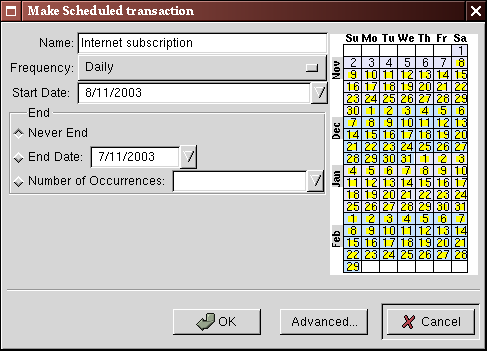 Make Scheduled transaction
Name: Internet subscription
Frequency: Daily
Start Date: 8/11/2003
End
Never End
End Date: 7/11/2003
Number of Occurrences:
Su Mo Tu We Th Fr Sa
1
Nov 2 3 4 5 6 7 8
9 10 11 12 13 14 15
16 17 18 19 20 21 22
23 24 25 26 27 28 29
30 1 2 3 4 5 6
Dec 7 8 9 10 11 12 13
14 15 16 17 18 19 20
21 22 23 24 25 26 27
28 29 30 31 1 2 3
Jan 4 5 6 7 8 9 10
11 12 13 14 15 16 17
18 19 20 21 22 23 24
25 26 27 28 29 30 31
1 2 3 4 5 6 7
Feb 8 9 10 11 12 13 14
15 16 17 18 19 20 21
22 23 24 25 26 27 28
29
OK Advanced... Cancel